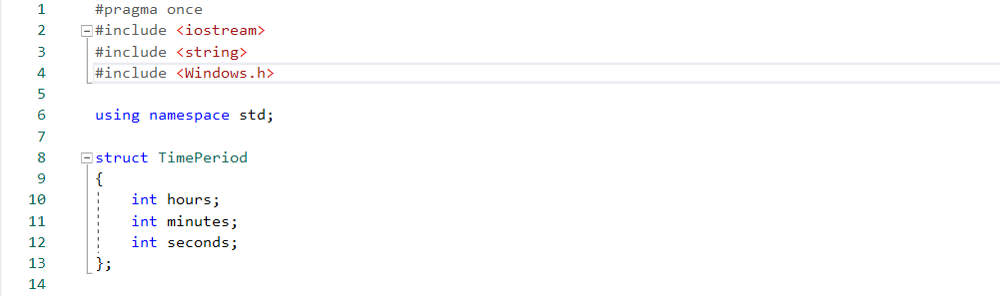 1 #pragma once
2 #include <iostream>
3 #include <string>
4 #include <Windows.h>
5
6 using namespace std;
7
8 struct TimePeriod
9 {
10 int hours;
11 int minutes;
12 int seconds;
13 };
14